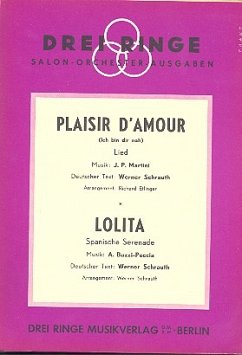 DREI RINGE
SALON-ORCHESTER-AUSGABEN
PLAISIR D'AMOUR
(Ich bin dir nah)
Lied
Musik: J. P. Martini
Deutscher Text: Werner Schrauth
Arrangement: Richard Etlinger
*
LOLITA
Spanische Serenade
Musik: A. Buzzi-Peccia
Deutscher Text: Werner Schrauth
Arrangement: Werner Schrauth
DREI RINGE MUSIKVERLAG BERLIN